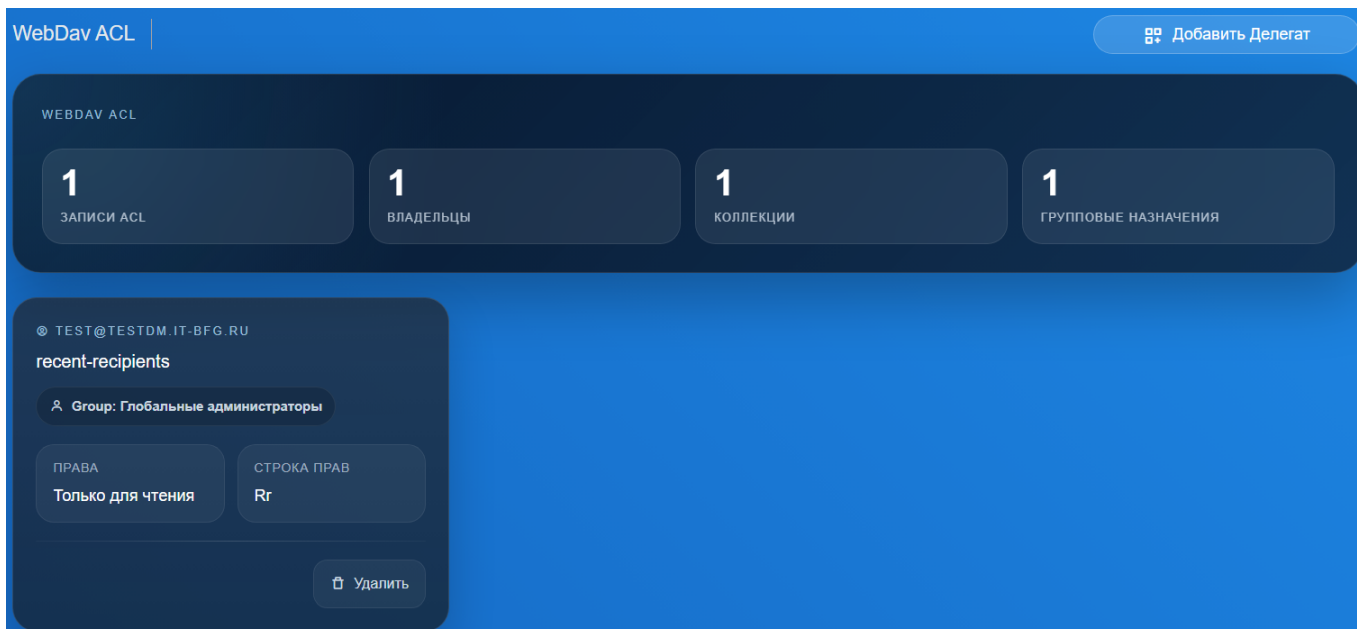 WebDav ACL
Добавить Делегат
WEBDAV ACL
1
ЗАПИСИ ACL
1
ВЛАДЕЛЬЦЫ
1
КОЛЛЕКЦИИ
1
ГРУППОВЫЕ НАЗНАЧЕНИЯ
TEST@TESTDM.IT-BFG.RU
recent-recipients
Group: Глобальные администраторы
ПРАВА
Только для чтения
СТРОКА ПРАВ
Rr
Удалить